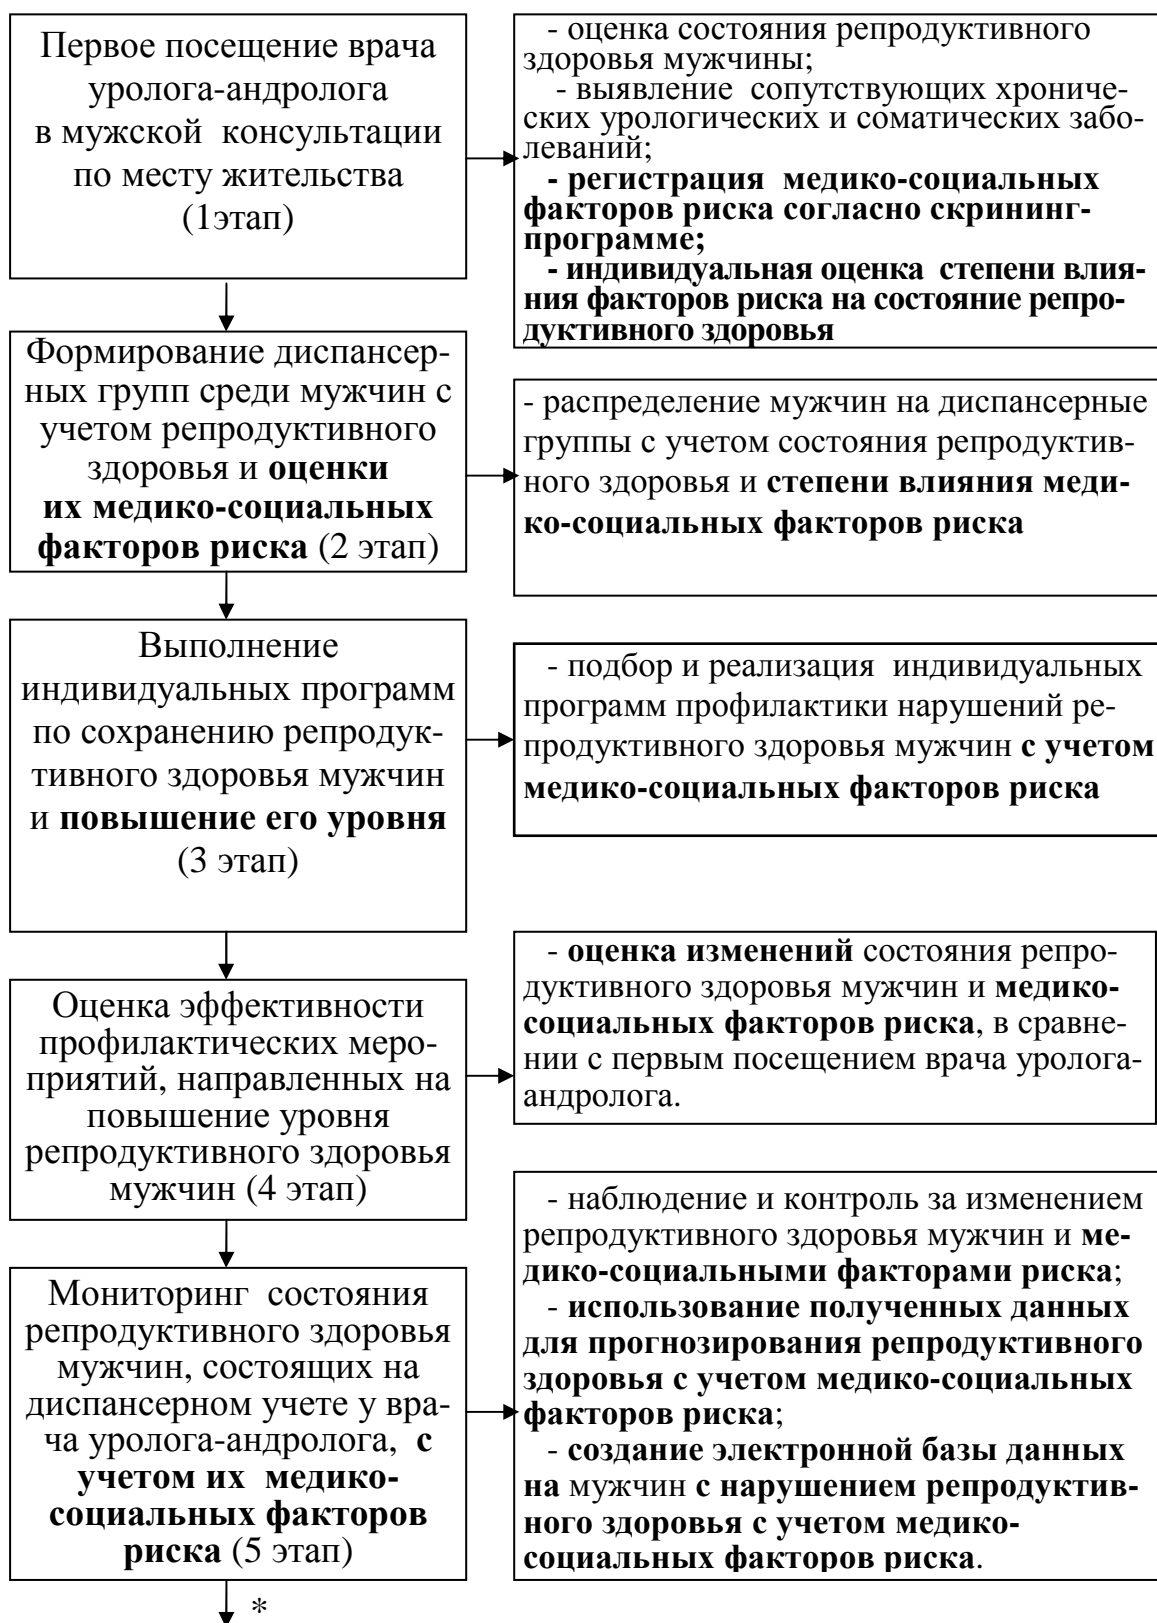 Первое посещение врача
уролога-андролога
в мужской консультации
по месту жительства
(1этап)
- оценка состояния репродуктивного
здоровья мужчины;
- выявление сопутствующих хрониче-
ских урологических и соматических забо-
леваний;
- регистрация медико-социальных
факторов риска согласно скрининг-
программе;
- индивидуальная оценка степени влия-
ния факторов риска на состояние репро-
дуктивного здоровья
Формирование диспансер-
ных групп среди мужчин с
учетом репродуктивного
здоровья и оценки
их медико-социальных
факторов риска (2 этап)
- распределение мужчин на диспансерные
группы с учетом состояния репродуктив-
ного здоровья и степени влияния меди-
ко-социальных факторов риска
Выполнение
индивидуальных программ
по сохранению репродук-
тивного здоровья мужчин
и повышение его уровня
(3 этап)
- подбор и реализация индивидуальных
программ профилактики нарушений ре-
продуктивного здоровья мужчин с учетом
медико-социальных факторов риска
Оценка эффективности
профилактических меро-
приятий, направленных на
повышение уровня
репродуктивного здоровья
мужчин (4 этап)
- оценка изменений состояния репро-
дуктивного здоровья мужчин и медико-
социальных факторов риска, в сравне-
нии с первым посещением врача уролога-
андролога.
Мониторинг состояния
репродуктивного здоровья
мужчин, состоящих на
диспансерном учете у вра-
ча уролога-андролога, с
учетом их медико-
социальных факторов
риска (5 этап)
- наблюдение и контроль за изменением
репродуктивного здоровья мужчин и ме-
дико-социальными факторами риска;
- использование полученных данных
для прогнозирования репродуктивного
здоровья с учетом медико-социальных
факторов риска;
- создание электронной базы данных
на мужчин с нарушением репродуктив-
ного здоровья с учетом медико-
социальных факторов риска.
*